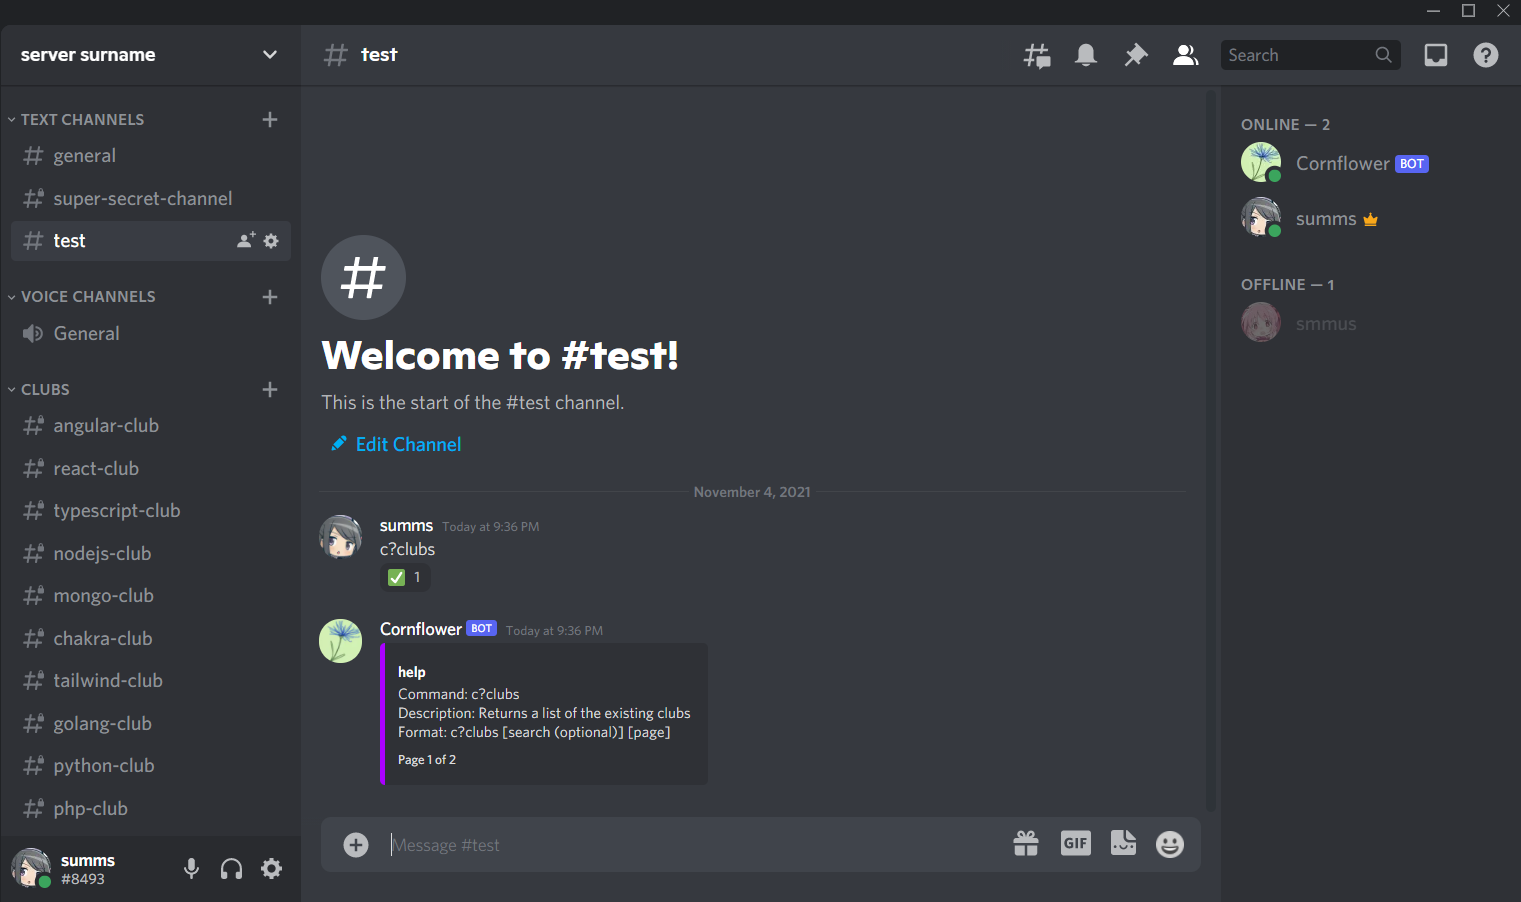 server surname
TEXT CHANNELS
general
super-secret-channel
test
VOICE CHANNELS
General
CLUBS
angular-club
react-club
typescript-club
nodejs-club
mongo-club
chakra-club
tailwind-club
golang-club
python-club
php-club
summs
#8493
test
Search
Welcome to #test!
This is the start of the #test channel.
Edit Channel
November 4, 2021
summs Today at 9:36 PM
c?clubs
1
Cornflower BOT Today at 9:36 PM
help
Command: c?clubs
Description: Returns a list of the existing clubs
Format: c?clubs [search (optional)] [page]
Page 1 of 2
Message #test
GIF
ONLINE — 2
Cornflower BOT
summs
OFFLINE — 1
smmus